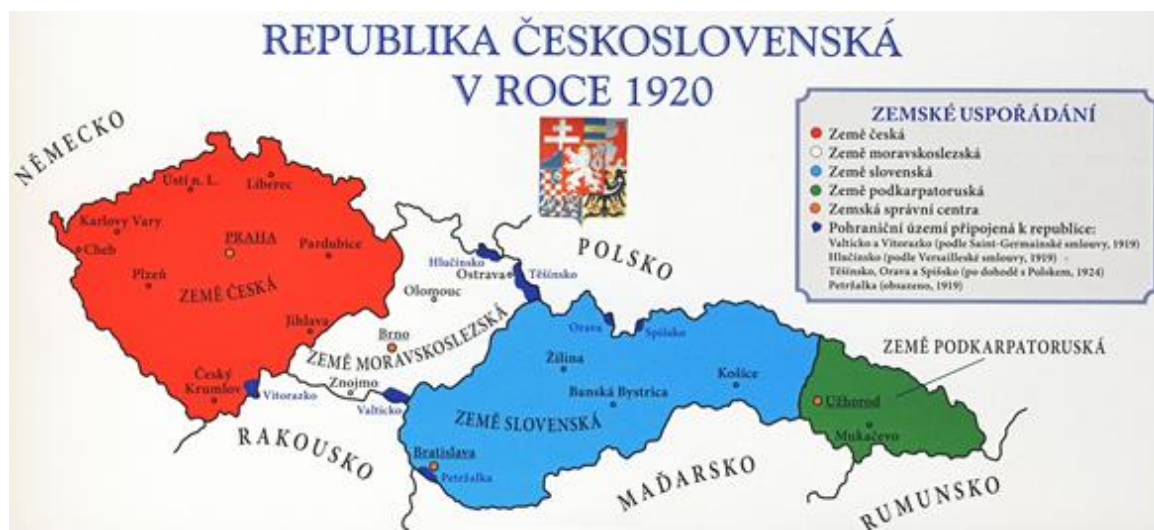 REPUBLIKA ČESKOSLOVENSKÁ
V ROCE 1920
ZEMSKÉ USPOŘÁDÁNÍ
Země česká
Země moravskoslezská
Země slovenská
Země podkarpatoruská
Zemská správní centra
Pohraniční území připojená k republice:
Valticko a Vitorazko (podle Saint-Germainské smlouvy, 1919)
Hlučínsko (podle Versailleské smlouvy, 1919)
Těšínsko, Orava a Spišsko (po dohodě s Polskem, 1924)
Petržalka (obsazeno, 1919)
NĚMECKO
Ústí n. L.
Liberec
Karlovy Vary
Cheb
PRAHA
Pardubice
Plzeň
ZEMĚ ČESKÁ
Jihlava
Český
Krumlov
Vitorazko
RAKOUSKO
POLSKO
Hlučínsko
Ostrava
Těšínsko
Olomouc
Brno
ZEMĚ MORAVSKOSLEZSKÁ
Znojmo
Valticko
Orava
Spišsko
Žilina
Banská Bystrica
Košice
ZEMĚ SLOVENSKÁ
Bratislava
Petržalka
MAĎARSKO
ZEMĚ PODKARPATORUSKÁ
Užhorod
Mukačevo
RUMUNSKO